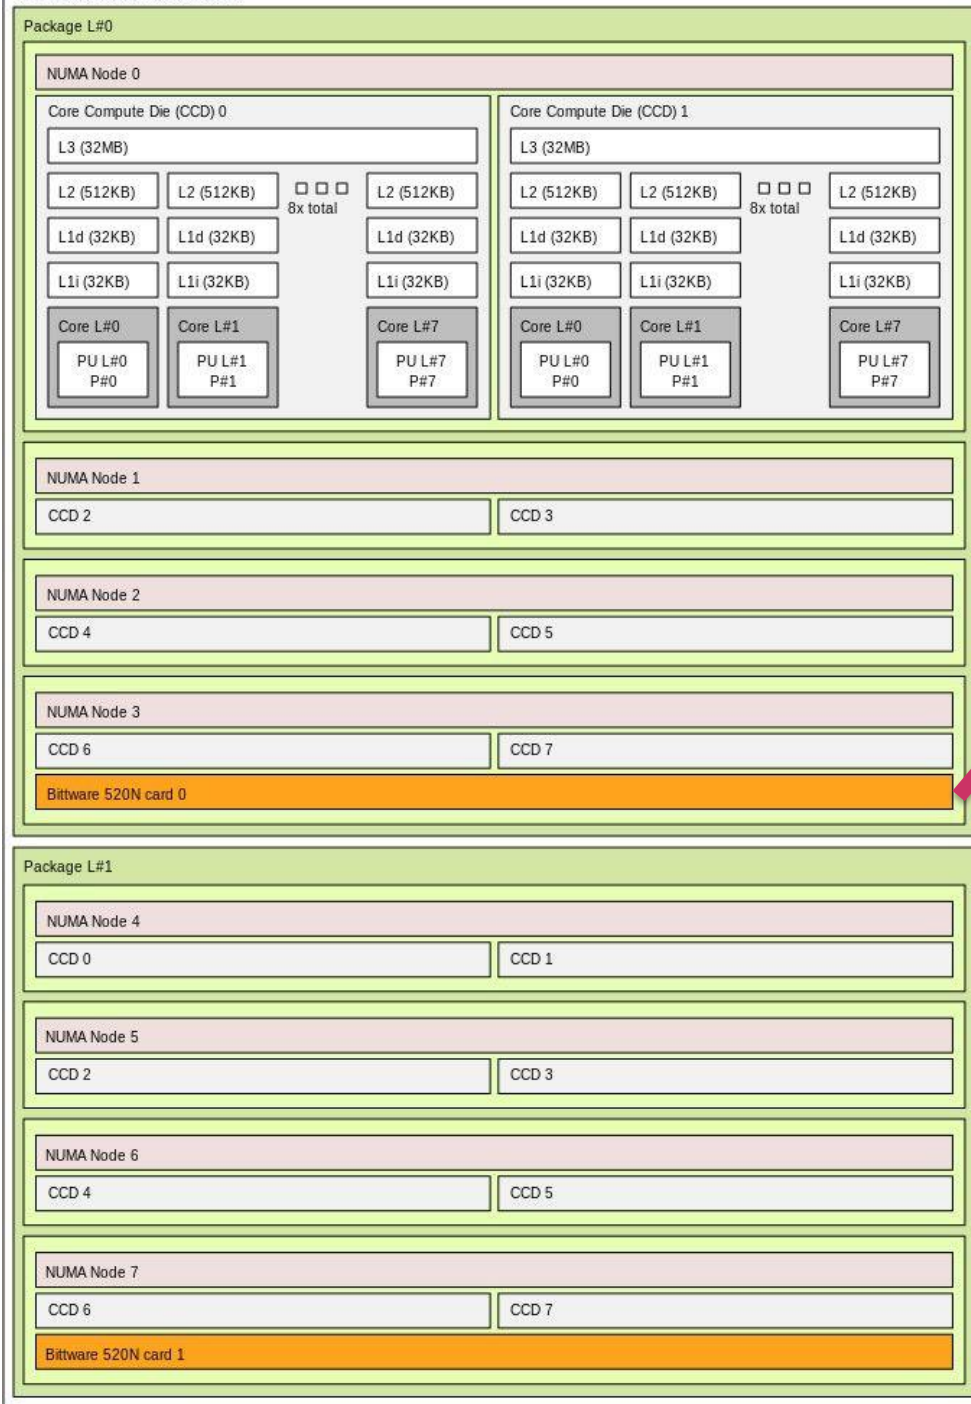 Package L#0
NUMA Node 0
Core Compute Die (CCD) 0
L3 (32MB)
L2 (512KB) L2 (512KB) 8x total L2 (512KB)
L1d (32KB) L1d (32KB) L1d (32KB)
L1i (32KB) L1i (32KB) L1i (32KB)
Core L#0 Core L#1 Core L#7
PU L#0 PU L#1 PU L#7
P#0 P#1 P#7
Core Compute Die (CCD) 1
L3 (32MB)
L2 (512KB) L2 (512KB) 8x total L2 (512KB)
L1d (32KB) L1d (32KB) L1d (32KB)
L1i (32KB) L1i (32KB) L1i (32KB)
Core L#0 Core L#1 Core L#7
PU L#0 PU L#1 PU L#7
P#0 P#1 P#7
NUMA Node 1
CCD 2 CCD 3
NUMA Node 2
CCD 4 CCD 5
NUMA Node 3
CCD 6 CCD 7
Bittware 520N card 0
Package L#1
NUMA Node 4
CCD 0 CCD 1
NUMA Node 5
CCD 2 CCD 3
NUMA Node 6
CCD 4 CCD 5
NUMA Node 7
CCD 6 CCD 7
Bittware 520N card 1